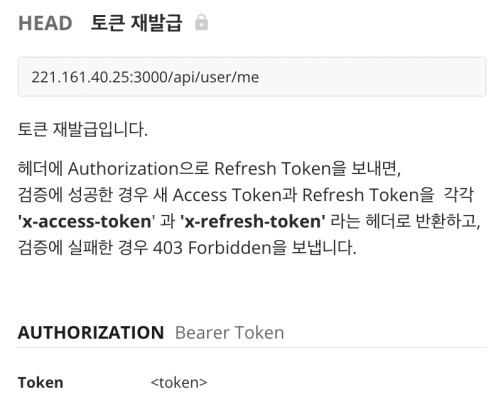 HEAD 토큰 재발급
221.161.40.25:3000/api/user/me
토큰 재발급입니다.
헤더에 Authorization으로 Refresh Token을 보내면,
검증에 성공한 경우 새 Access Token과 Refresh Token을 각각
'x-access-token' 과 'x-refresh-token' 라는 헤더로 반환하고,
검증에 실패한 경우 403 Forbidden을 보냅니다.
AUTHORIZATION Bearer Token
Token <token>